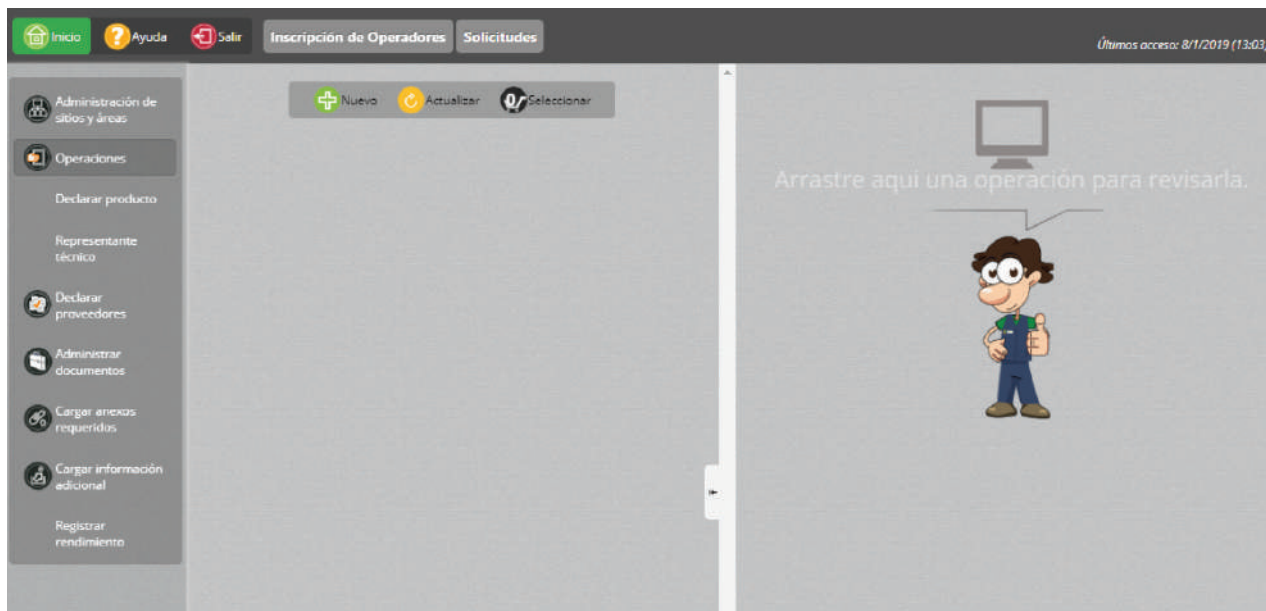 Inicio
Ayuda
Salir
Inscripción de Operadores
Solicitudes
Últimos acceso: 8/1/2019 (13:03)
Administración de
sitios y áreas
Operaciones
Declarar producto
Representante
técnico
Declarar
proveedores
Administrar
documentos
Cargar anexos
requeridos
Cargar información
adicional
Registrar
rendimiento
Nuevo
Actualizar
Seleccionar
Arrastre aqui una operación para revisarla.